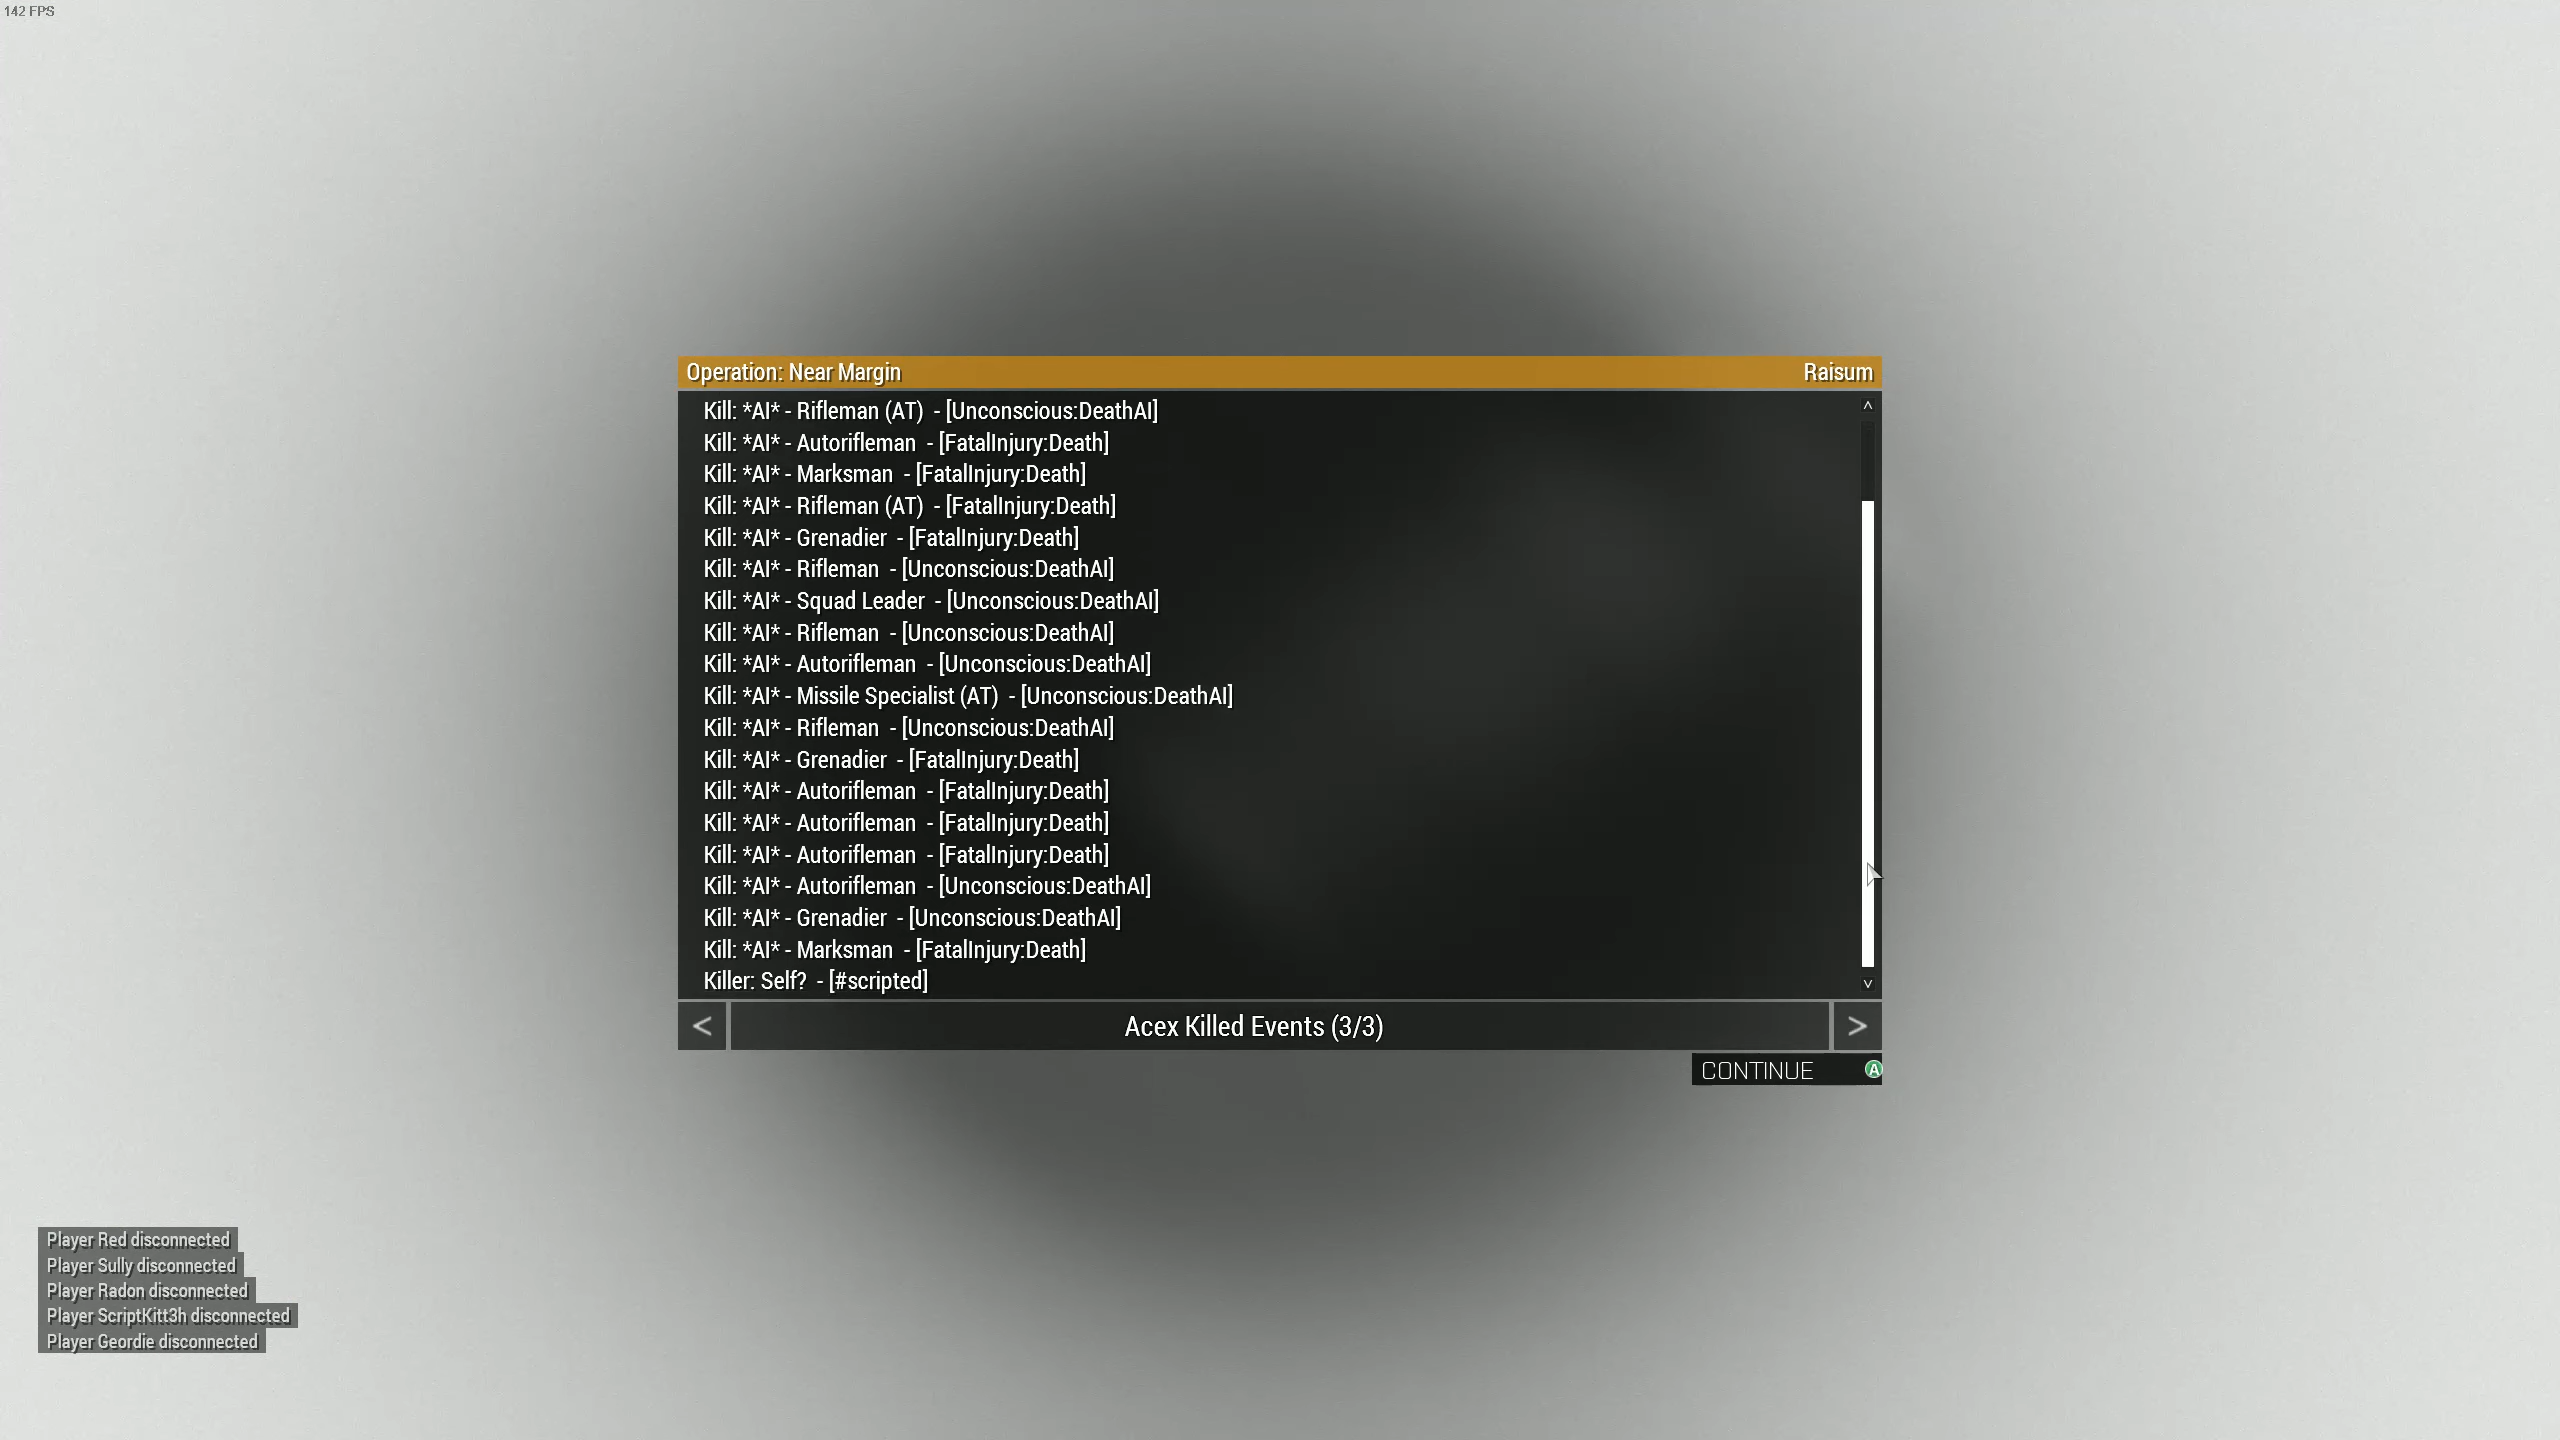 142 FPS
Operation: Near Margin Raisum
Kill: *AI* - Rifleman (AT) - [Unconscious:DeathAI]
Kill: *AI* - Autorifleman - [FatalInjury:Death]
Kill: *AI* - Marksman - [FatalInjury:Death]
Kill: *AI* - Rifleman (AT) - [FatalInjury:Death]
Kill: *AI* - Grenadier - [FatalInjury:Death]
Kill: *AI* - Rifleman - [Unconscious:DeathAI]
Kill: *AI* - Squad Leader - [Unconscious:DeathAI]
Kill: *AI* - Rifleman - [Unconscious:DeathAI]
Kill: *AI* - Autorifleman - [Unconscious:DeathAI]
Kill: *AI* - Missile Specialist (AT) - [Unconscious:DeathAI]
Kill: *AI* - Rifleman - [Unconscious:DeathAI]
Kill: *AI* - Grenadier - [FatalInjury:Death]
Kill: *AI* - Autorifleman - [FatalInjury:Death]
Kill: *AI* - Autorifleman - [FatalInjury:Death]
Kill: *AI* - Autorifleman - [FatalInjury:Death]
Kill: *AI* - Autorifleman - [Unconscious:DeathAI]
Kill: *AI* - Grenadier - [Unconscious:DeathAI]
Kill: *AI* - Marksman - [FatalInjury:Death]
Killer: Self? - [#scripted]
< Acex Killed Events (3/3) >
CONTINUE A
Player Red disconnected
Player Sully disconnected
Player Radon disconnected
Player ScriptKitt3h disconnected
Player Geordie disconnected